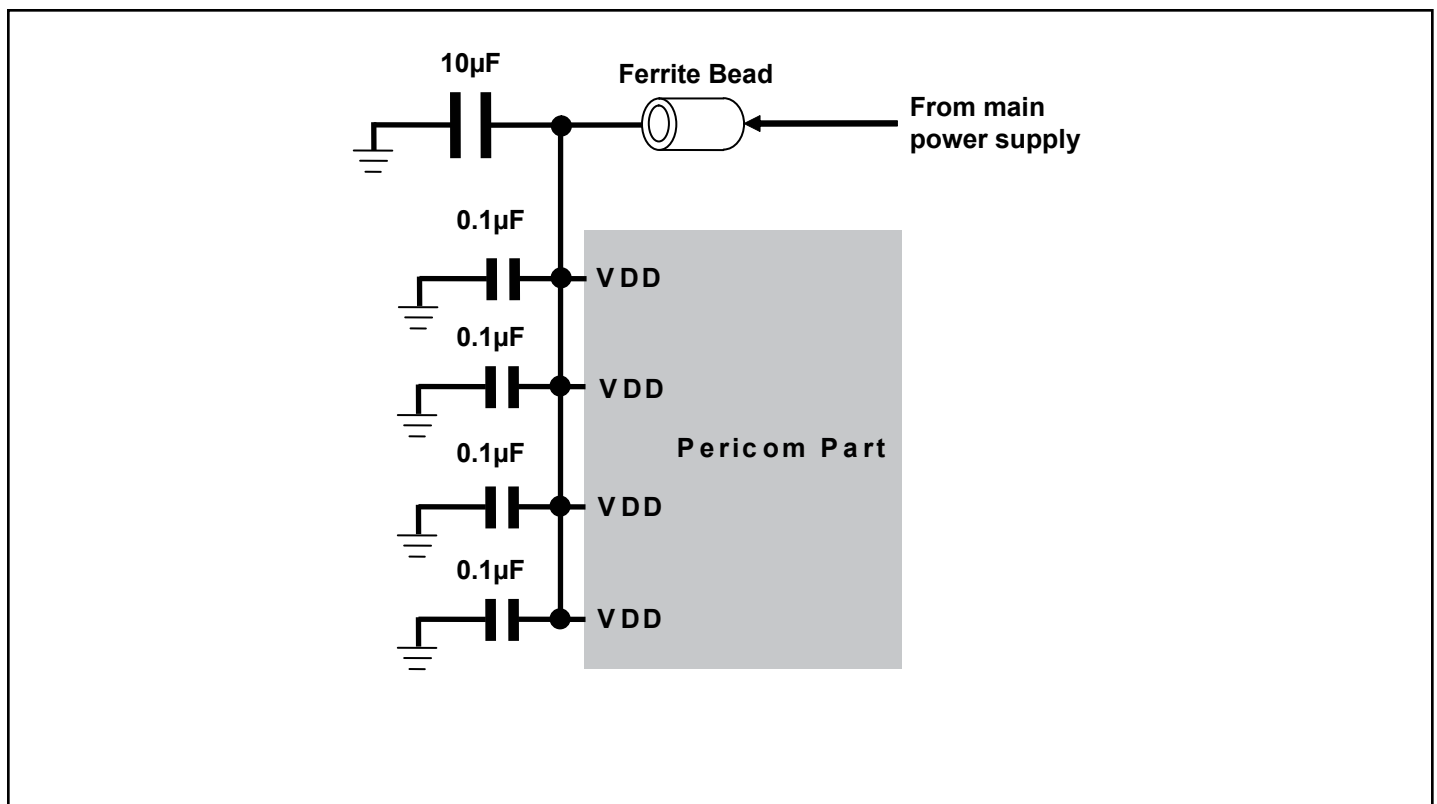 10µF
Ferrite Bead
From main
power supply
0.1µF
VDD
0.1µF
VDD
Pericom Part
0.1µF
VDD
0.1µF
VDD